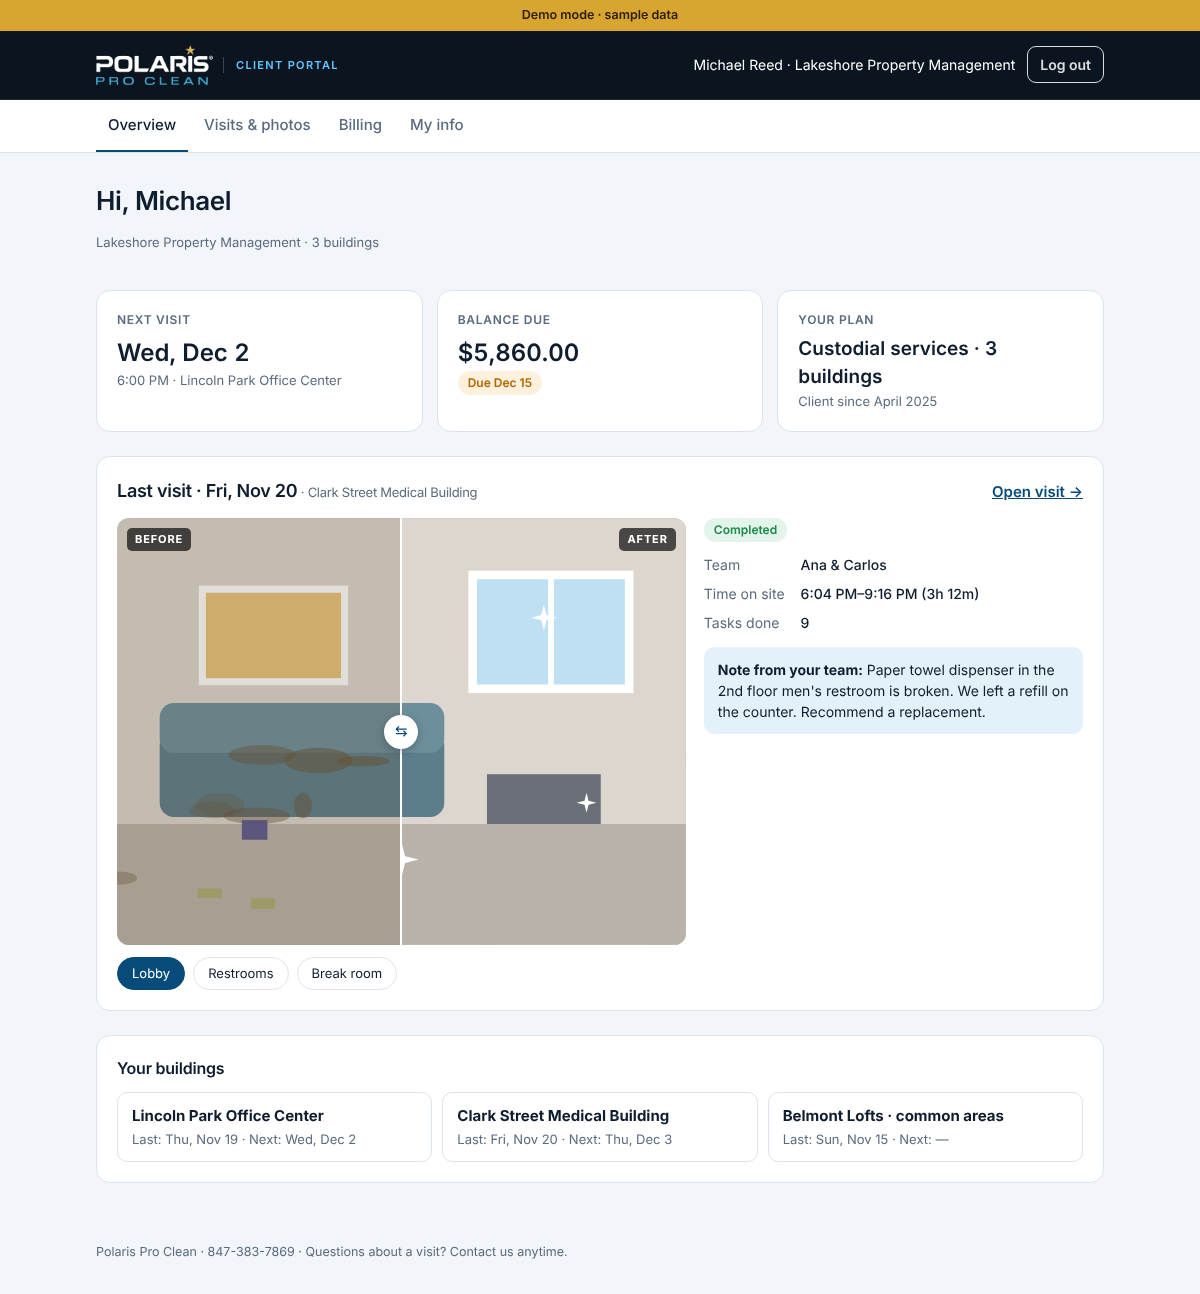 Demo mode · sample data
POLARIS®
PRO CLEAN
CLIENT PORTAL
Michael Reed · Lakeshore Property Management
Log out
Overview
Visits & photos
Billing
My info
Hi, Michael
Lakeshore Property Management · 3 buildings
NEXT VISIT
Wed, Dec 2
6:00 PM · Lincoln Park Office Center
BALANCE DUE
$5,860.00
Due Dec 15
YOUR PLAN
Custodial services · 3
buildings
Client since April 2025
Last visit · Fri, Nov 20 · Clark Street Medical Building
Open visit →
BEFORE
AFTER
Completed
Team Ana & Carlos
Time on site 6:04 PM–9:16 PM (3h 12m)
Tasks done 9
Note from your team: Paper towel dispenser in the
2nd floor men's restroom is broken. We left a refill on
the counter. Recommend a replacement.
Lobby
Restrooms
Break room
Your buildings
Lincoln Park Office Center
Last: Thu, Nov 19 · Next: Wed, Dec 2
Clark Street Medical Building
Last: Fri, Nov 20 · Next: Thu, Dec 3
Belmont Lofts · common areas
Last: Sun, Nov 15 · Next: —
Polaris Pro Clean · 847-383-7869 · Questions about a visit? Contact us anytime.